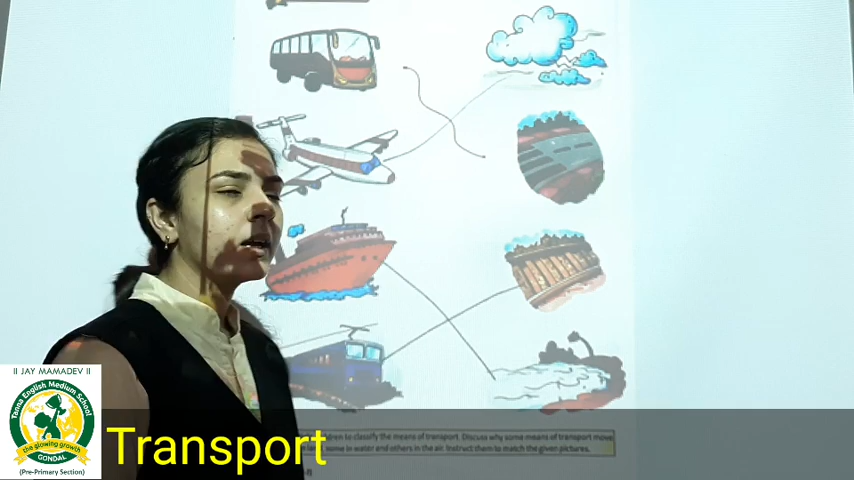 ldren to classify the means of transport. Discuss why some means of transport move
some in water and others in the air. Instruct them to match the given pictures.
II JAY MAMADEV II
Tanna English Medium School
the glowing growth
GONDAL
(Pre-Primary Section)
Transport